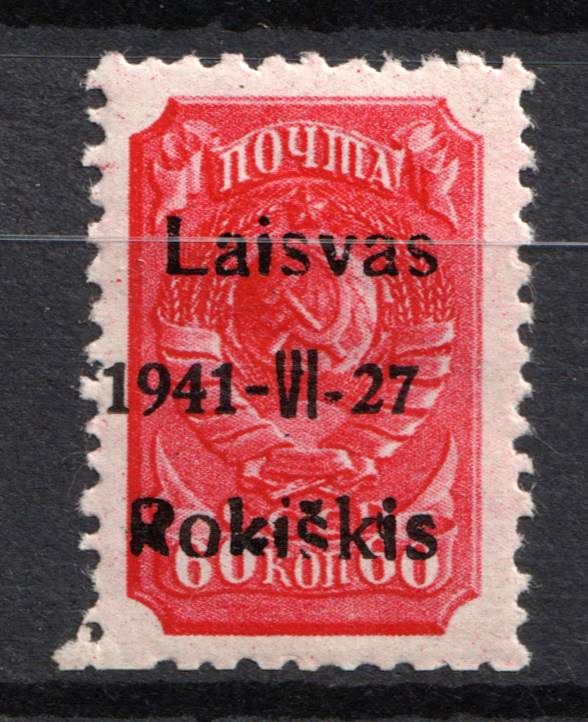 ПОЧТА
Laisvas
1941-VI-27
Rokiškis
60 КОП 60